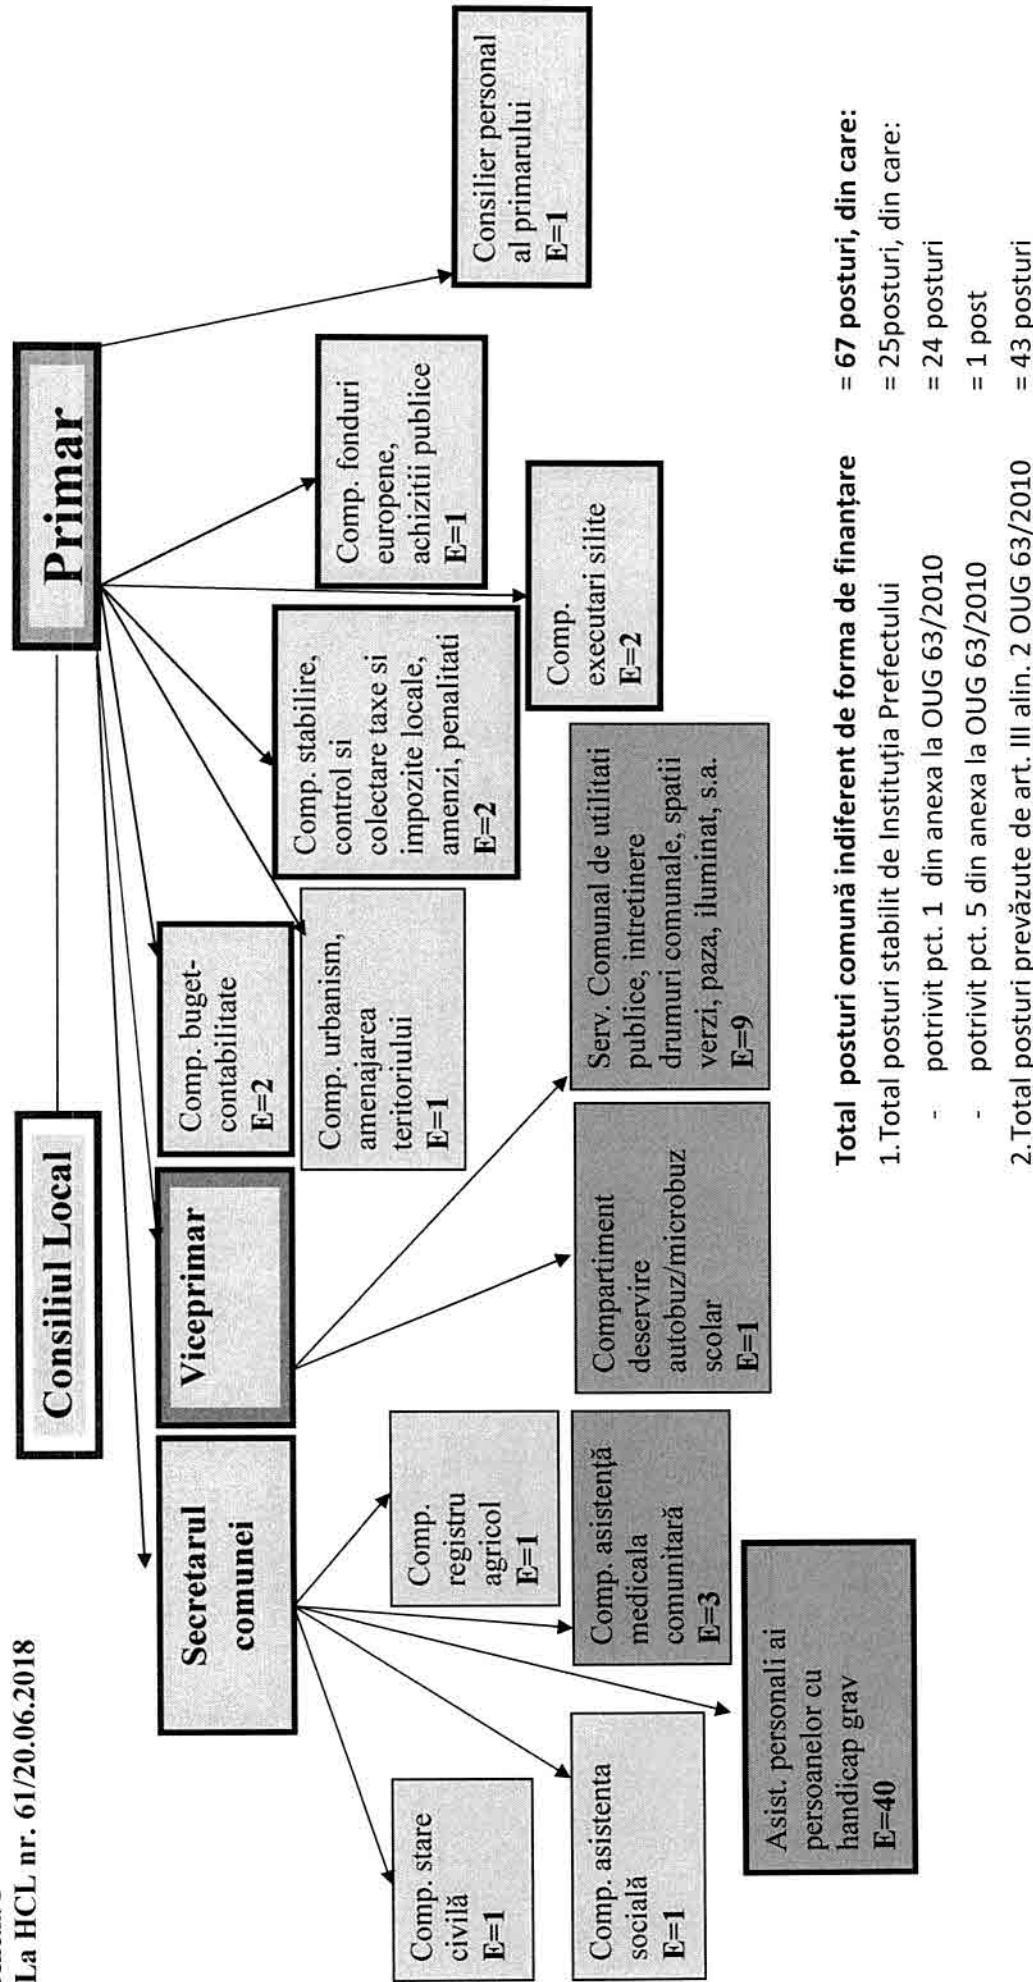 La HCL nr. 61/20.06.2018
Consiliul Local
Primar
Secretarul
comunei
Viceprimar
Comp. buget-
contabilitate
E=2
Comp. urbanism,
amenajarea
teritoriului
E=1
Comp. stabilire,
control si
colectare taxe si
impozite locale,
amenzi, penalitati
E=2
Comp. fonduri
europene,
achizitii publice
E=1
Consilier personal
al primarului
E=1
Comp. stare
civilă
E=1
Comp.
registru
agricol
E=1
Comp.
executari silite
E=2
Comp. asistenta
socială
E=1
Comp. asistenţă
medicala
comunitară
E=3
Compartiment
deservire
autobuz/microbuz
scolar
E=1
Serv. Comunal de utilitati
publice, intretinere
drumuri comunale, spatii
verzi, paza, iluminat, s.a.
E=9
Asist. personali ai
persoanelor cu
handicap grav
E=40
Total posturi comună indiferent de forma de finanțare = 67 posturi, din care:
1.Total posturi stabilit de Instituția Prefectului = 25posturi, din care:
- potrivit pct. 1 din anexa la OUG 63/2010 = 24 posturi
- potrivit pct. 5 din anexa la OUG 63/2010 = 1 post
2.Total posturi prevăzute de art. III alin. 2 OUG 63/2010 = 43 posturi